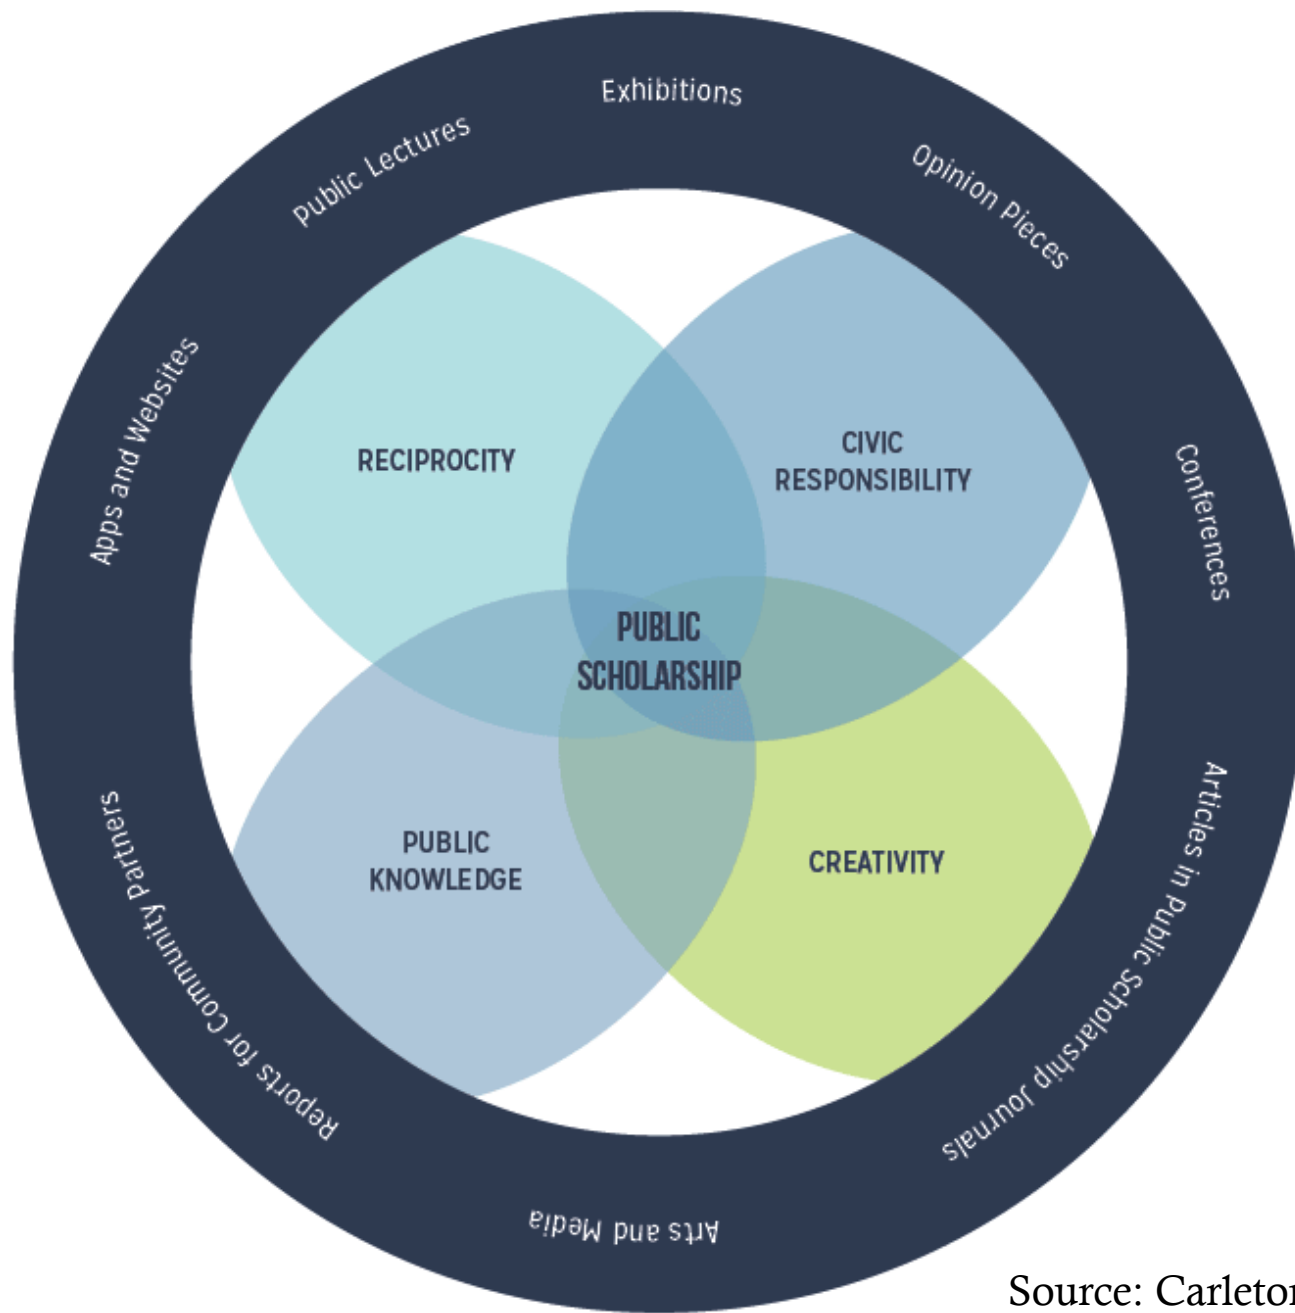 Exhibitions
Public Lectures
Opinion Pieces
Apps and Websites
Conferences
RECIPROCITY
CIVIC
RESPONSIBILITY
PUBLIC
SCHOLARSHIP
PUBLIC
KNOWLEDGE
CREATIVITY
Reports for Community Partners
Articles in Public Scholarship Journals
Arts and Media
Source: